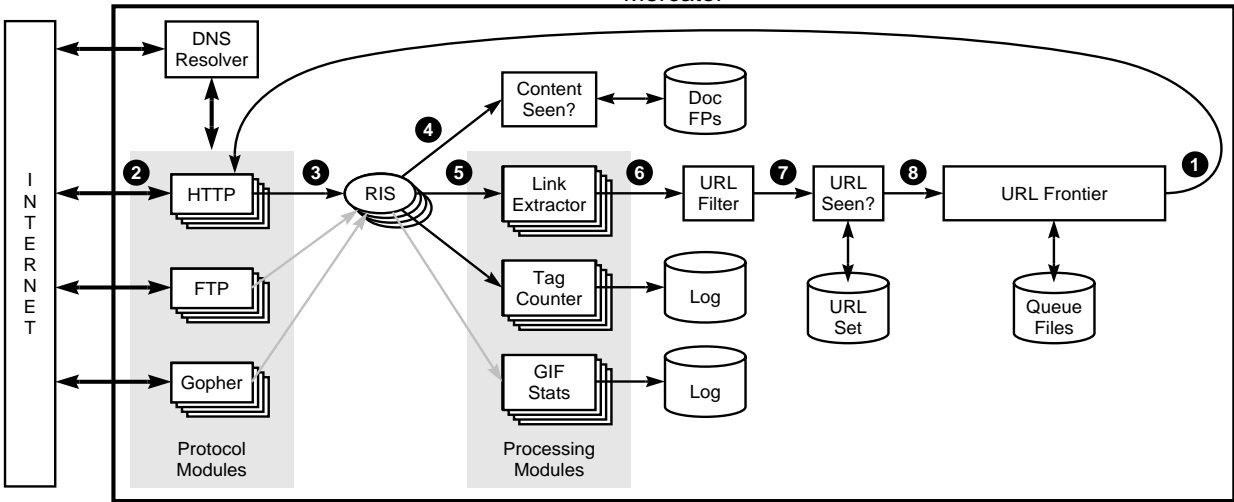 Mercator
DNS
Resolver
Content
Seen?
Doc
FPs
4
1
2
3
5
6
7
8
I
N
T
E
R
N
E
T
HTTP
RIS
Link
Extractor
URL
Filter
URL
Seen?
URL Frontier
FTP
Tag
Counter
Log
URL
Set
Queue
Files
Gopher
GIF
Stats
Log
Protocol
Modules
Processing
Modules